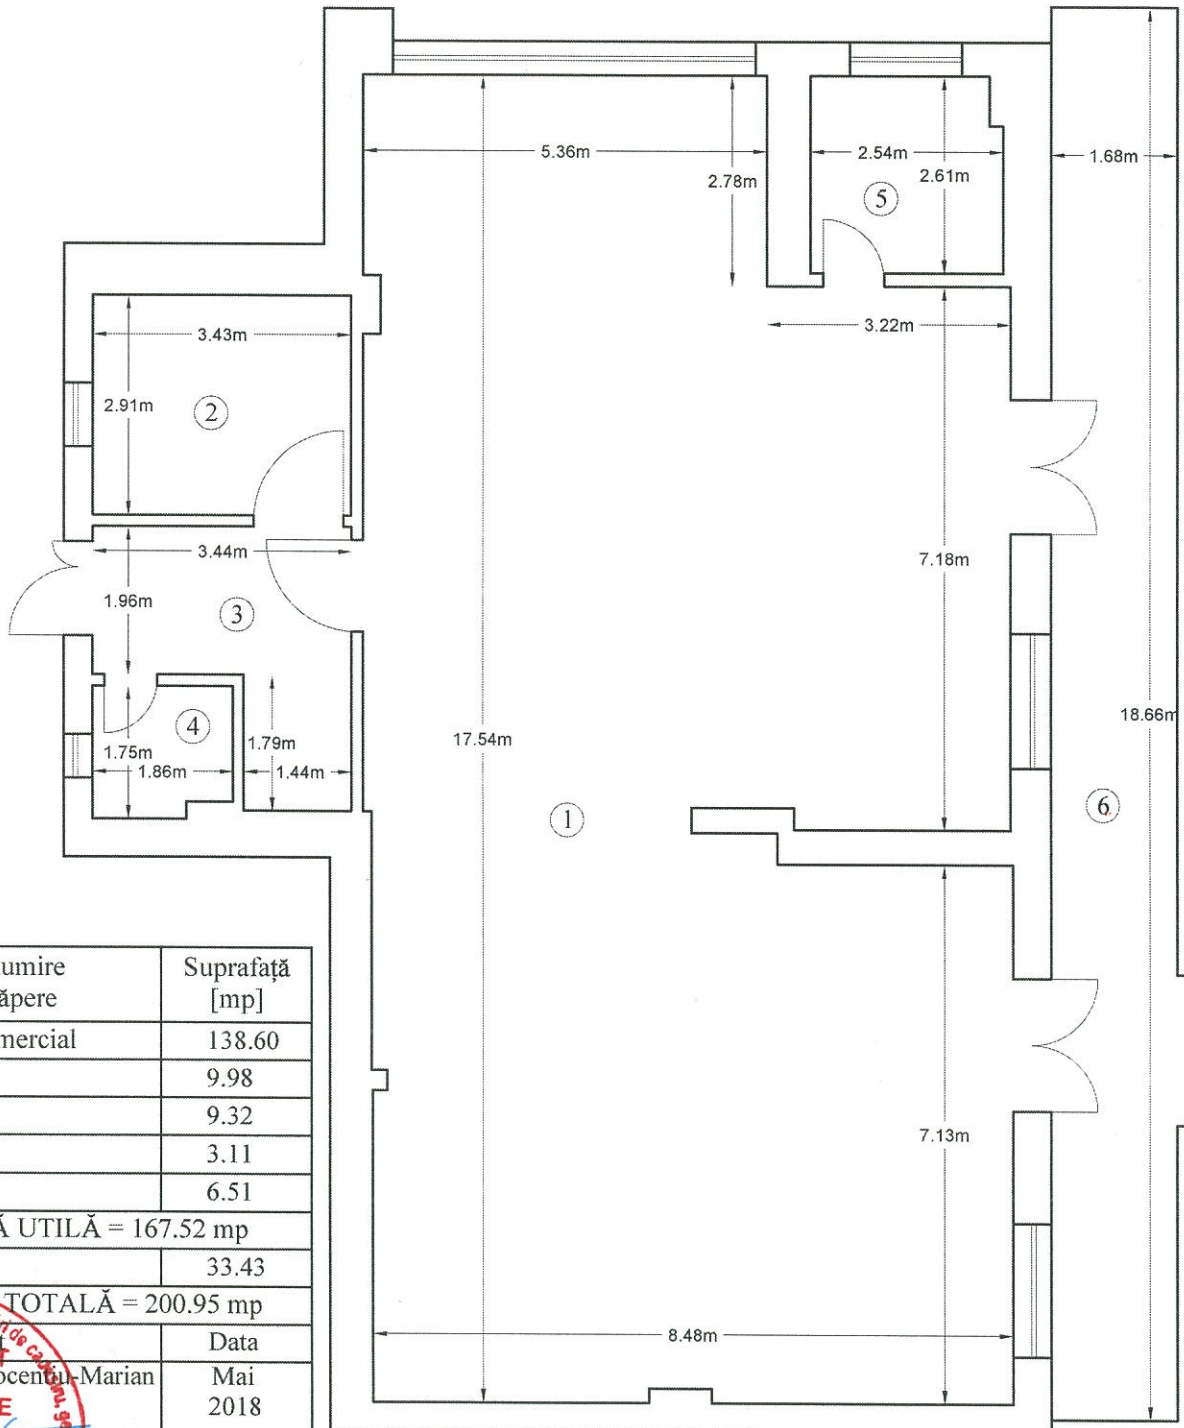 5.36m
2.54m
1.68m
2.78m
2.61m
5
3.22m
3.43m
2.91m
2
3.44m
7.18m
1.96m
3
4
18.66m
17.54m
1.79m
1.75m
1.86m
1.44m
1
6
7.13m
8.48m
umire
ăpere
Suprafață
[mp]
mercial
138.60
9.98
9.32
3.11
6.51
Ă UTILĂ = 167.52 mp
33.43
TOTALĂ = 200.95 mp
Data
ocențiu-Marian
Mai
2018